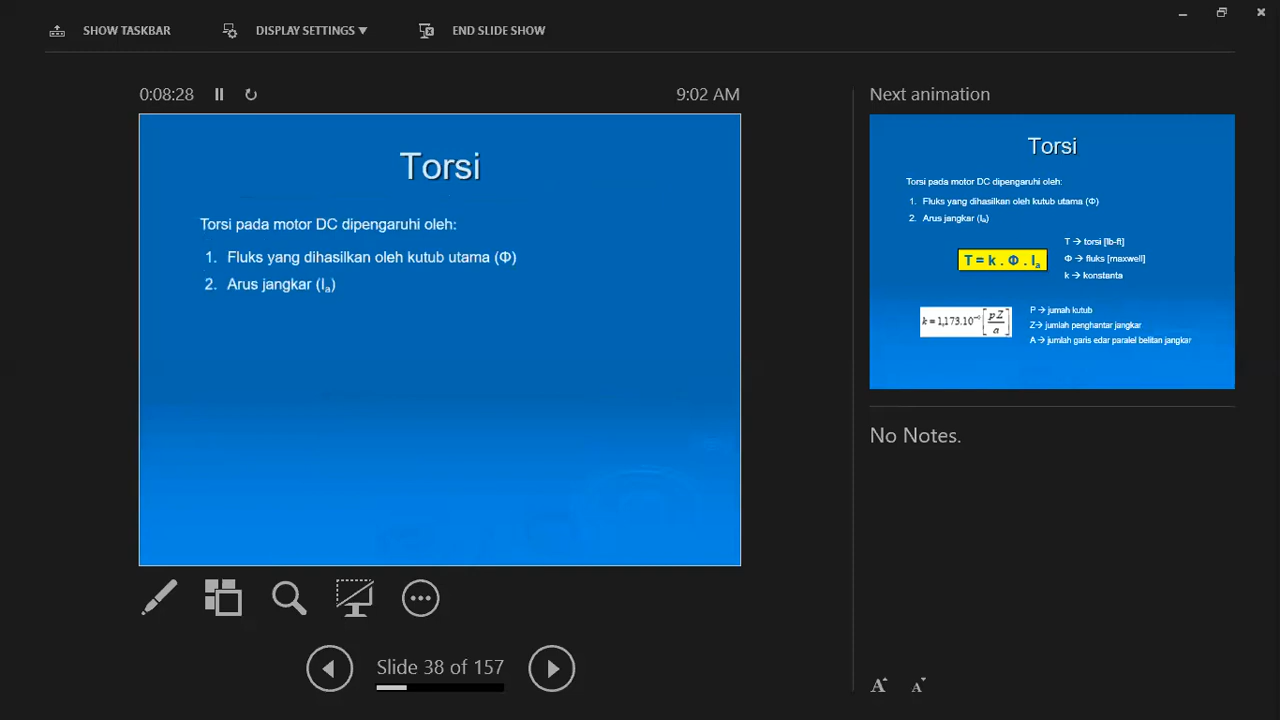 SHOW TASKBAR
DISPLAY SETTINGS ▼
END SLIDE SHOW
0:08:28
9:02 AM
Torsi
Torsi pada motor DC dipengaruhi oleh:
1. Fluks yang dihasilkan oleh kutub utama (Φ)
2. Arus jangkar (Iₐ)
Slide 38 of 157
Next animation
Torsi
Torsi pada motor DC dipengaruhi oleh:
1. Fluks yang dihasilkan oleh kutub utama (Φ)
2. Arus jangkar (Iₐ)
T = k . Φ . Iₐ
T → torsi [lb-ft]
Φ → fluks [maxwell]
k → konstanta
P → jumah kutub
Z→ jumlah penghantar jangkar
A → jumlah garis edar paralel belitan jangkar
No Notes.
A A